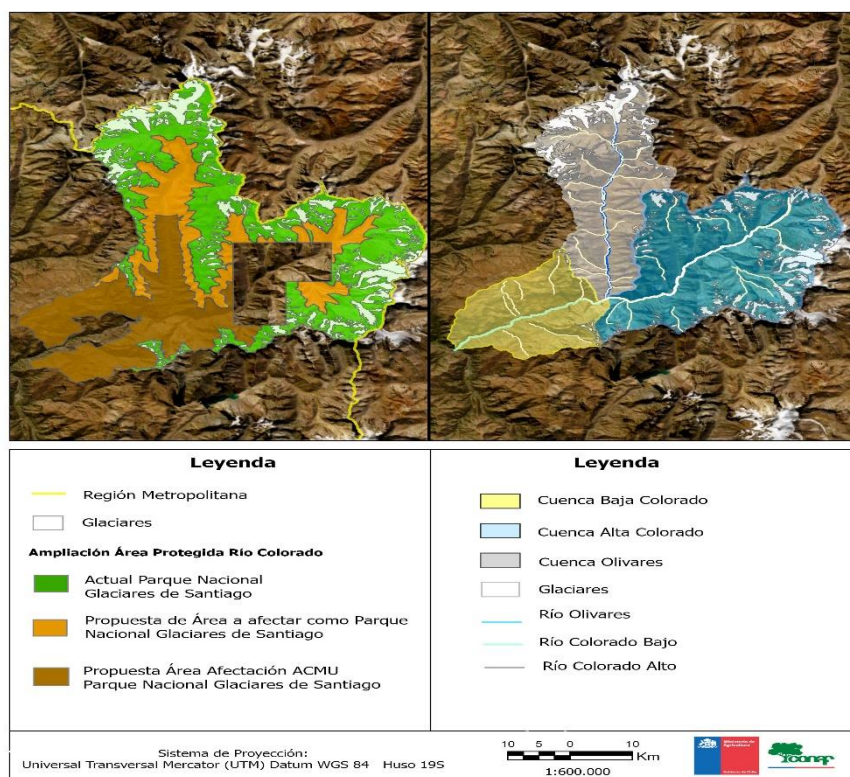 Leyenda
Región Metropolitana
Glaciares
Ampliación Área Protegida Río Colorado
Actual Parque Nacional
Glaciares de Santiago
Propuesta de Área a afectar como Parque
Nacional Glaciares de Santiago
Propuesta Área Afectación ACMU
Parque Nacional Glaciares de Santiago
Leyenda
Cuenca Baja Colorado
Cuenca Alta Colorado
Cuenca Olivares
Glaciares
Río Olivares
Río Colorado Bajo
Río Colorado Alto
Sistema de Proyección:
Universal Transversal Mercator (UTM) Datum WGS 84 Huso 19S
10 5 0 10
Km
1:600.000
Ministerio de
Agricultura